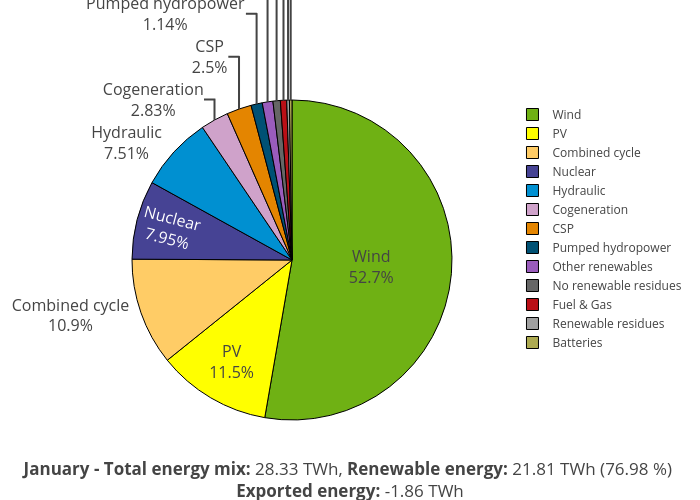 Pumped hydropower
1.14%
CSP
2.5%
Cogeneration
2.83%
Hydraulic
7.51%
Nuclear
7.95%
Combined cycle
10.9%
PV
11.5%
Wind
52.7%
Wind
PV
Combined cycle
Nuclear
Hydraulic
Cogeneration
CSP
Pumped hydropower
Other renewables
No renewable residues
Fuel & Gas
Renewable residues
Batteries
January - Total energy mix: 28.33 TWh, Renewable energy: 21.81 TWh (76.98 %)
Exported energy: -1.86 TWh